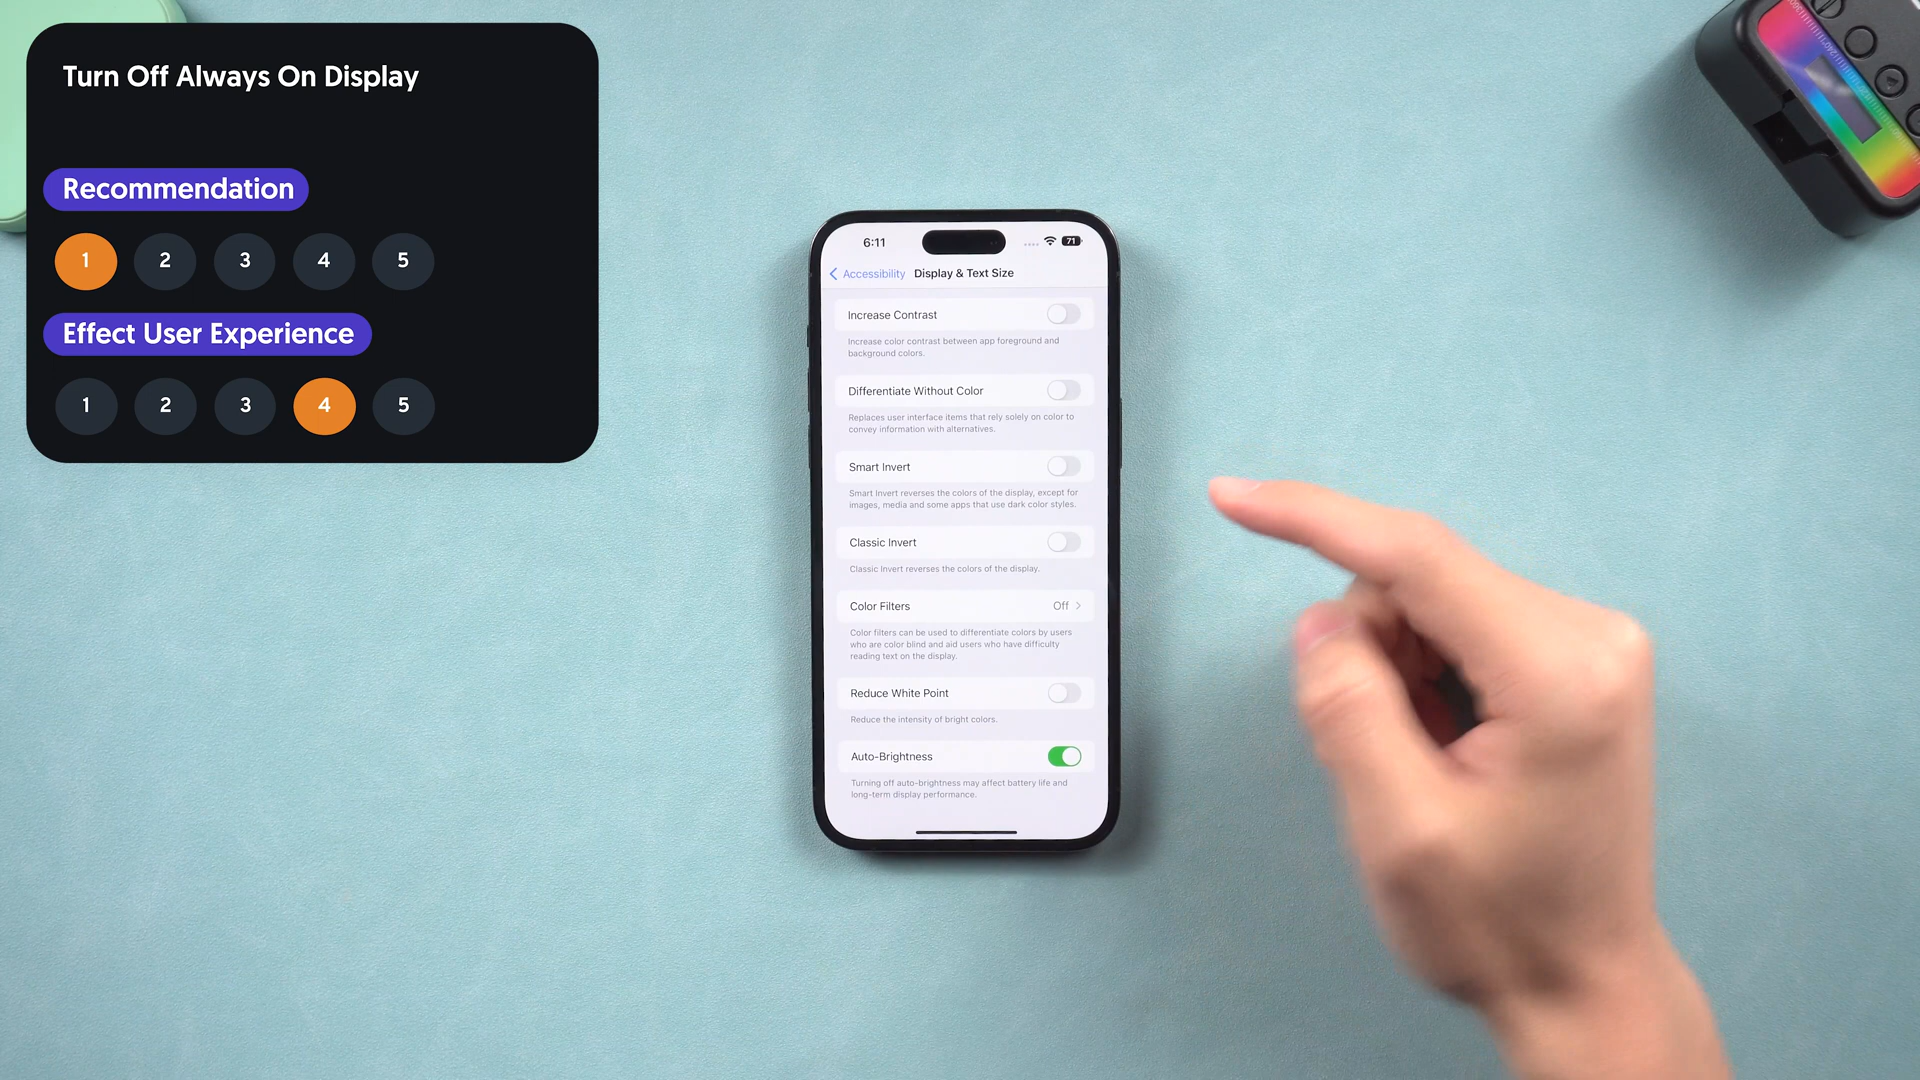 Turn Off Always On Display
Recommendation
1 2 3 4 5
Effect User Experience
1 2 3 4 5
6:11
71
Accessibility Display & Text Size
Increase Contrast
Increase color contrast between app foreground and
background colors.
Differentiate Without Color
Replaces user interface items that rely solely on color to
convey information with alternatives.
Smart Invert
Smart Invert reverses the colors of the display, except for
images, media and some apps that use dark color styles.
Classic Invert
Classic Invert reverses the colors of the display.
Color Filters Off
Color filters can be used to differentiate colors by users
who are color blind and aid users who have difficulty
reading text on the display.
Reduce White Point
Reduce the intensity of bright colors.
Auto-Brightness
Turning off auto-brightness may affect battery life and
long-term display performance.